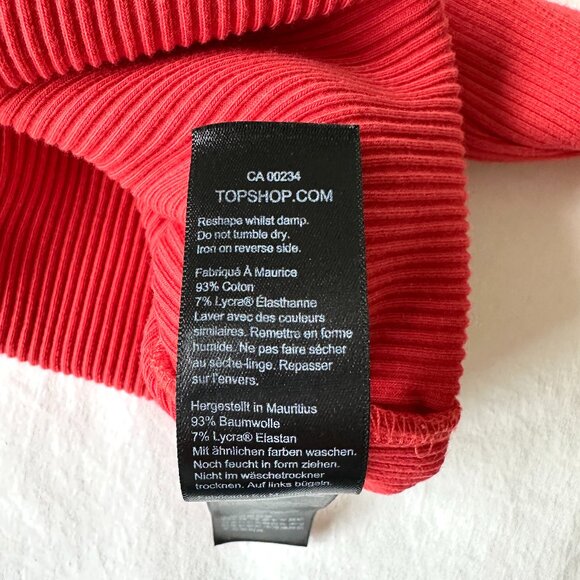 CA 00234
TOPSHOP.COM
Reshape whilst damp.
Do not tumble dry.
Iron on reverse side.
Fabriqué À Maurice
93% Coton
7% Lycra® Élasthanne
Laver avec des couleurs
similaires. Remettre en forme
humide. Ne pas faire sécher
au sèche-linge. Repasser
sur l'envers.
Hergestellt in Mauritius
93% Baumwolle
7% Lycra® Elastan
Mit ähnlichen farben waschen.
Noch feucht in form ziehen.
Nicht im wäschetrockner
trocknen. Auf links bügeln.